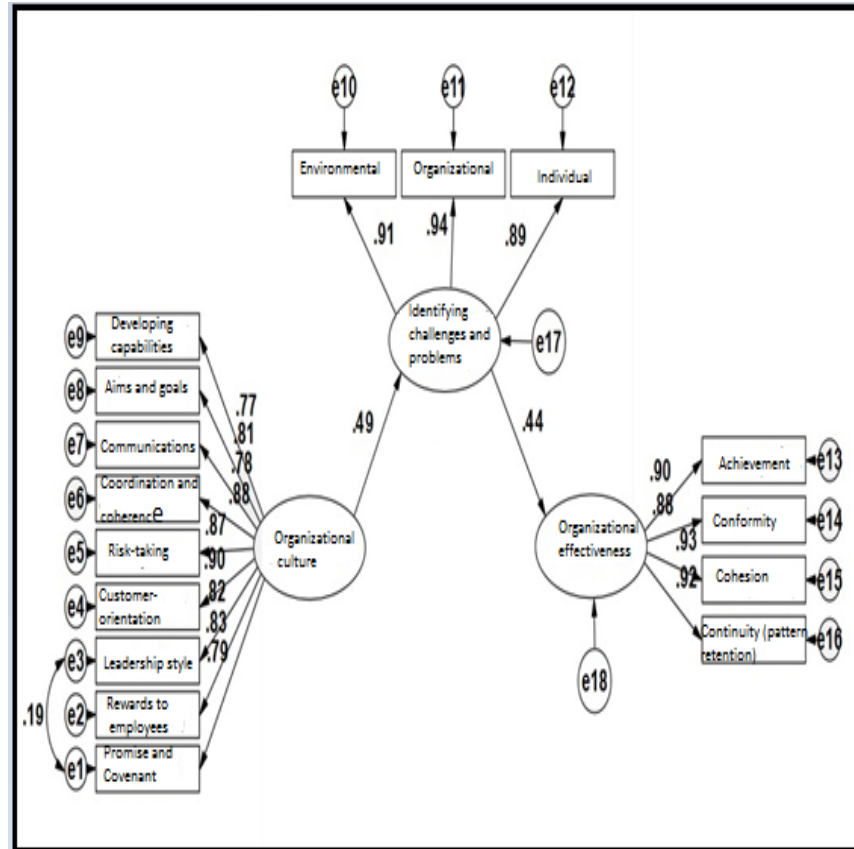 e10
e11
e12
Environmental
Organizational
Individual
.91
.94
.89
Identifying
challenges and
problems
e17
e9
Developing
capabilities
e8
Aims and goals
e7
Communications
e6
Coordination and
coherence
e5
Risk-taking
e4
Customer-
orientation
e3
Leadership style
e2
Rewards to
employees
e1
Promise and
Covenant
.19
.77
.81
.78
.88
.87
.90
.82
.83
.79
Organizational
culture
.49
.44
Organizational
effectiveness
e18
.90
.88
.93
.92
Achievement
e13
Conformity
e14
Cohesion
e15
Continuity (pattern
retention)
e16